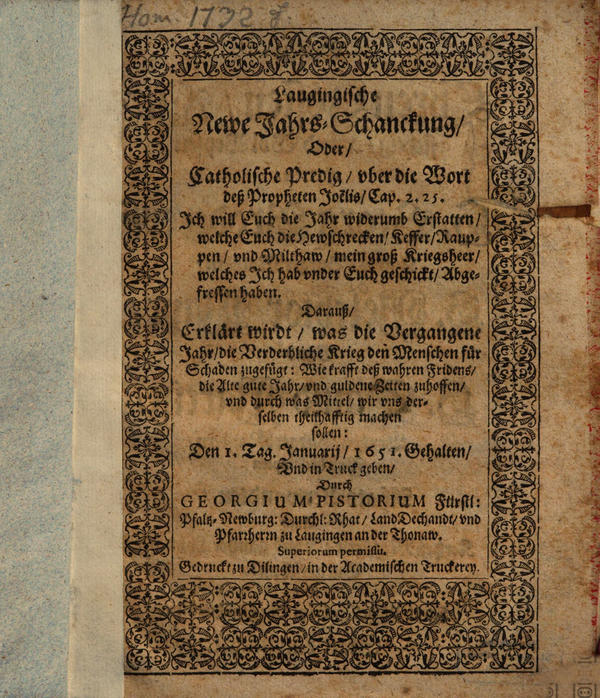 Hom. 1732 f.
Laugingische
Newe Jahrs-Schanckung/
Oder/
Catholische Predig/ vber die Wort
deß Propheten Joëlis/ Cap. 2. 25.
Ich will Euch die Jahr widerumb Erstatten/
welche Euch die Hewschrecken/ Keffer/ Raup-
pen/ vnd Milthaw/ mein groß Kriegsheer/
welches Ich hab vnder Euch geschickt/ Abge-
fressen haben.
Darauß/
Erklärt wirdt/ was die Vergangene
Jahr/ die Verderbliche Krieg den Menschen für
Schaden zugefügt: Wie krafft deß wahren Fridens/
die Alte gute Jahr/ vnd guldene Zeiten zuhoffen/
vnd durch was Mittel/ wir vns der-
selben theilhafftig machen
sollen:
Den 1. Tag. Januarij/ 1651. Gehalten/
Vnd in Truck geben/
Durch
GEORGIUM PISTORIUM Fürstl:
Pfaltz-Newburg: Durchl: Rhat/ Land Dechandt/ vnd
Pfarrherrn zu Laugingen an der Thonaw.
Superiorum permissu.
Gedruckt zu Dilingen/ in der Academischen Truckerey.